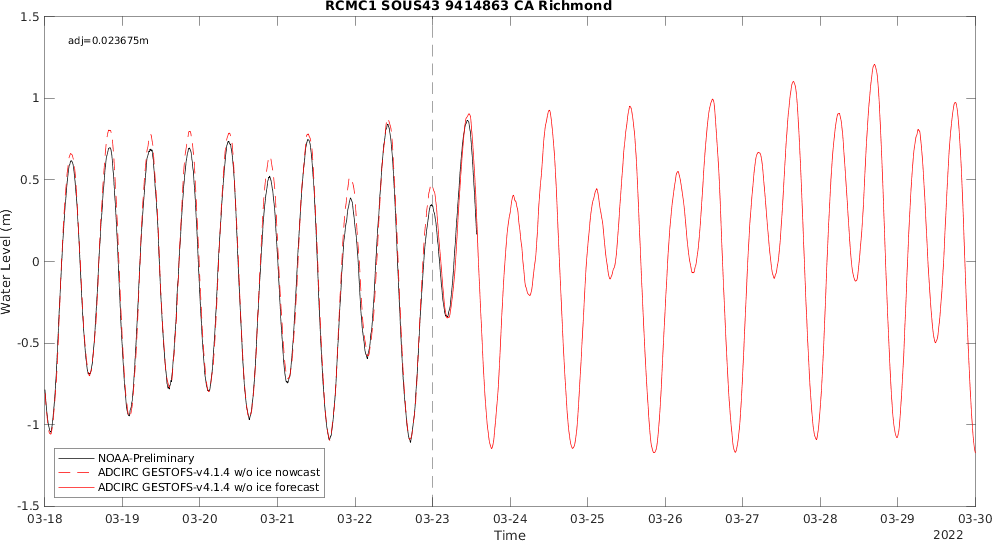 RCMC1 SOUS43 9414863 CA Richmond
1.5
adj=0.023675m
1
0.5
0
-0.5
-1
-1.5
Water Level (m)
NOAA-Preliminary
ADCIRC GESTOFS-v4.1.4 w/o ice nowcast
ADCIRC GESTOFS-v4.1.4 w/o ice forecast
03-18 03-19 03-20 03-21 03-22 03-23 03-24 03-25 03-26 03-27 03-28 03-29 03-30
Time
2022